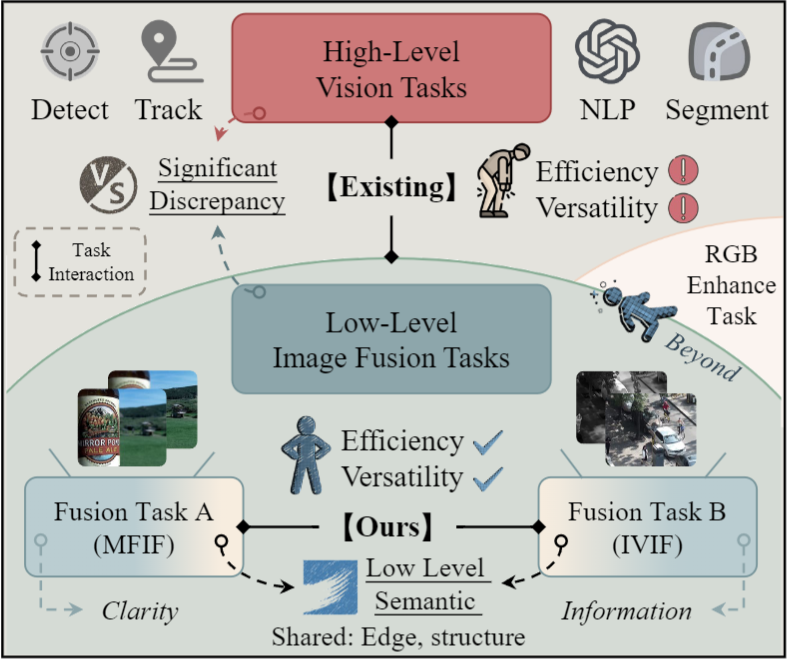 High-Level
Vision Tasks
Detect
Track
NLP
Segment
VS
Significant
Discrepancy
【Existing】
Efficiency
Versatility
Task
Interaction
RGB
Enhance
Task
Beyond
Low-Level
Image Fusion Tasks
MIRROR POND
PALE ALE
Efficiency
Versatility
Fusion Task A
(MFIF)
【Ours】
Fusion Task B
(IVIF)
Low Level
Semantic
Clarity
Information
Shared: Edge, structure